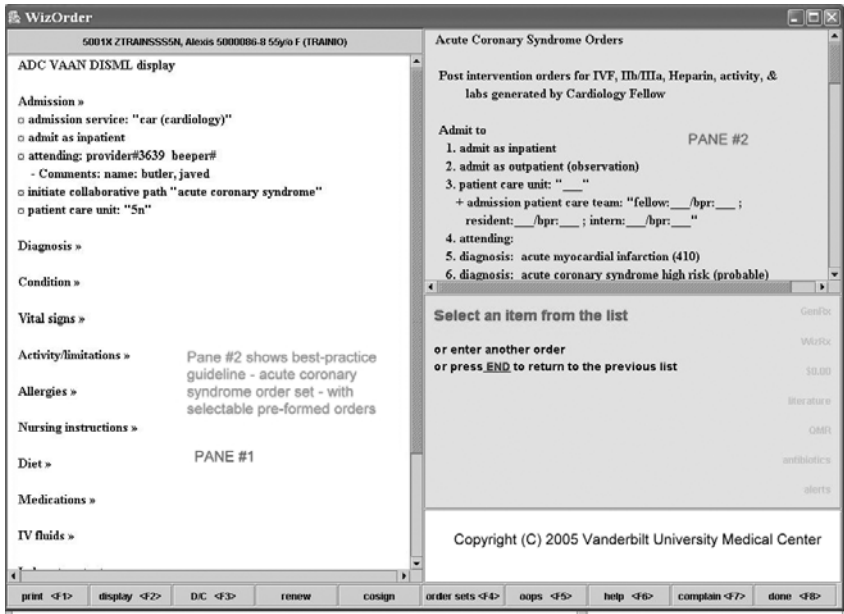 WizOrder
5001X ZTRAINSSS5N, Alexis 5000086-8 55y/o F (TRAINIO)
ADC VAAN DISML display
Admission »
admission service: "car (cardiology)"
admit as inpatient
attending: provider#3639 beeper#
- Comments: name: butler, javed
initiate collaborative path "acute coronary syndrome"
patient care unit: "5n"
Diagnosis »
Condition »
Vital signs »
Activity/limitations »
Allergies »
Nursing instructions »
Diet »
Medications »
IV fluids »
Pane #2 shows best-practice
guideline - acute coronary
syndrome order set - with
selectable pre-formed orders
PANE #1
Acute Coronary Syndrome Orders
Post intervention orders for IVF, IIb/IIIa, Heparin, activity, &
labs generated by Cardiology Fellow
Admit to
PANE #2
1. admit as inpatient
2. admit as outpatient (observation)
3. patient care unit: "___"
+ admission patient care team: "fellow:___/bpr:___ ;
resident:___/bpr:___ ; intern:___/bpr:___"
4. attending:
5. diagnosis: acute myocardial infarction (410)
6. diagnosis: acute coronary syndrome high risk (probable)
Select an item from the list
or enter another order
or press END to return to the previous list
GenRx
WizRx
$0.00
literature
QMR
antibiotics
alerts
Copyright (C) 2005 Vanderbilt University Medical Center
print <F1> display <F2> D/C <F3> renew cosign order sets <F4> oops <F5> help <F6> complain <F7> done <F8>